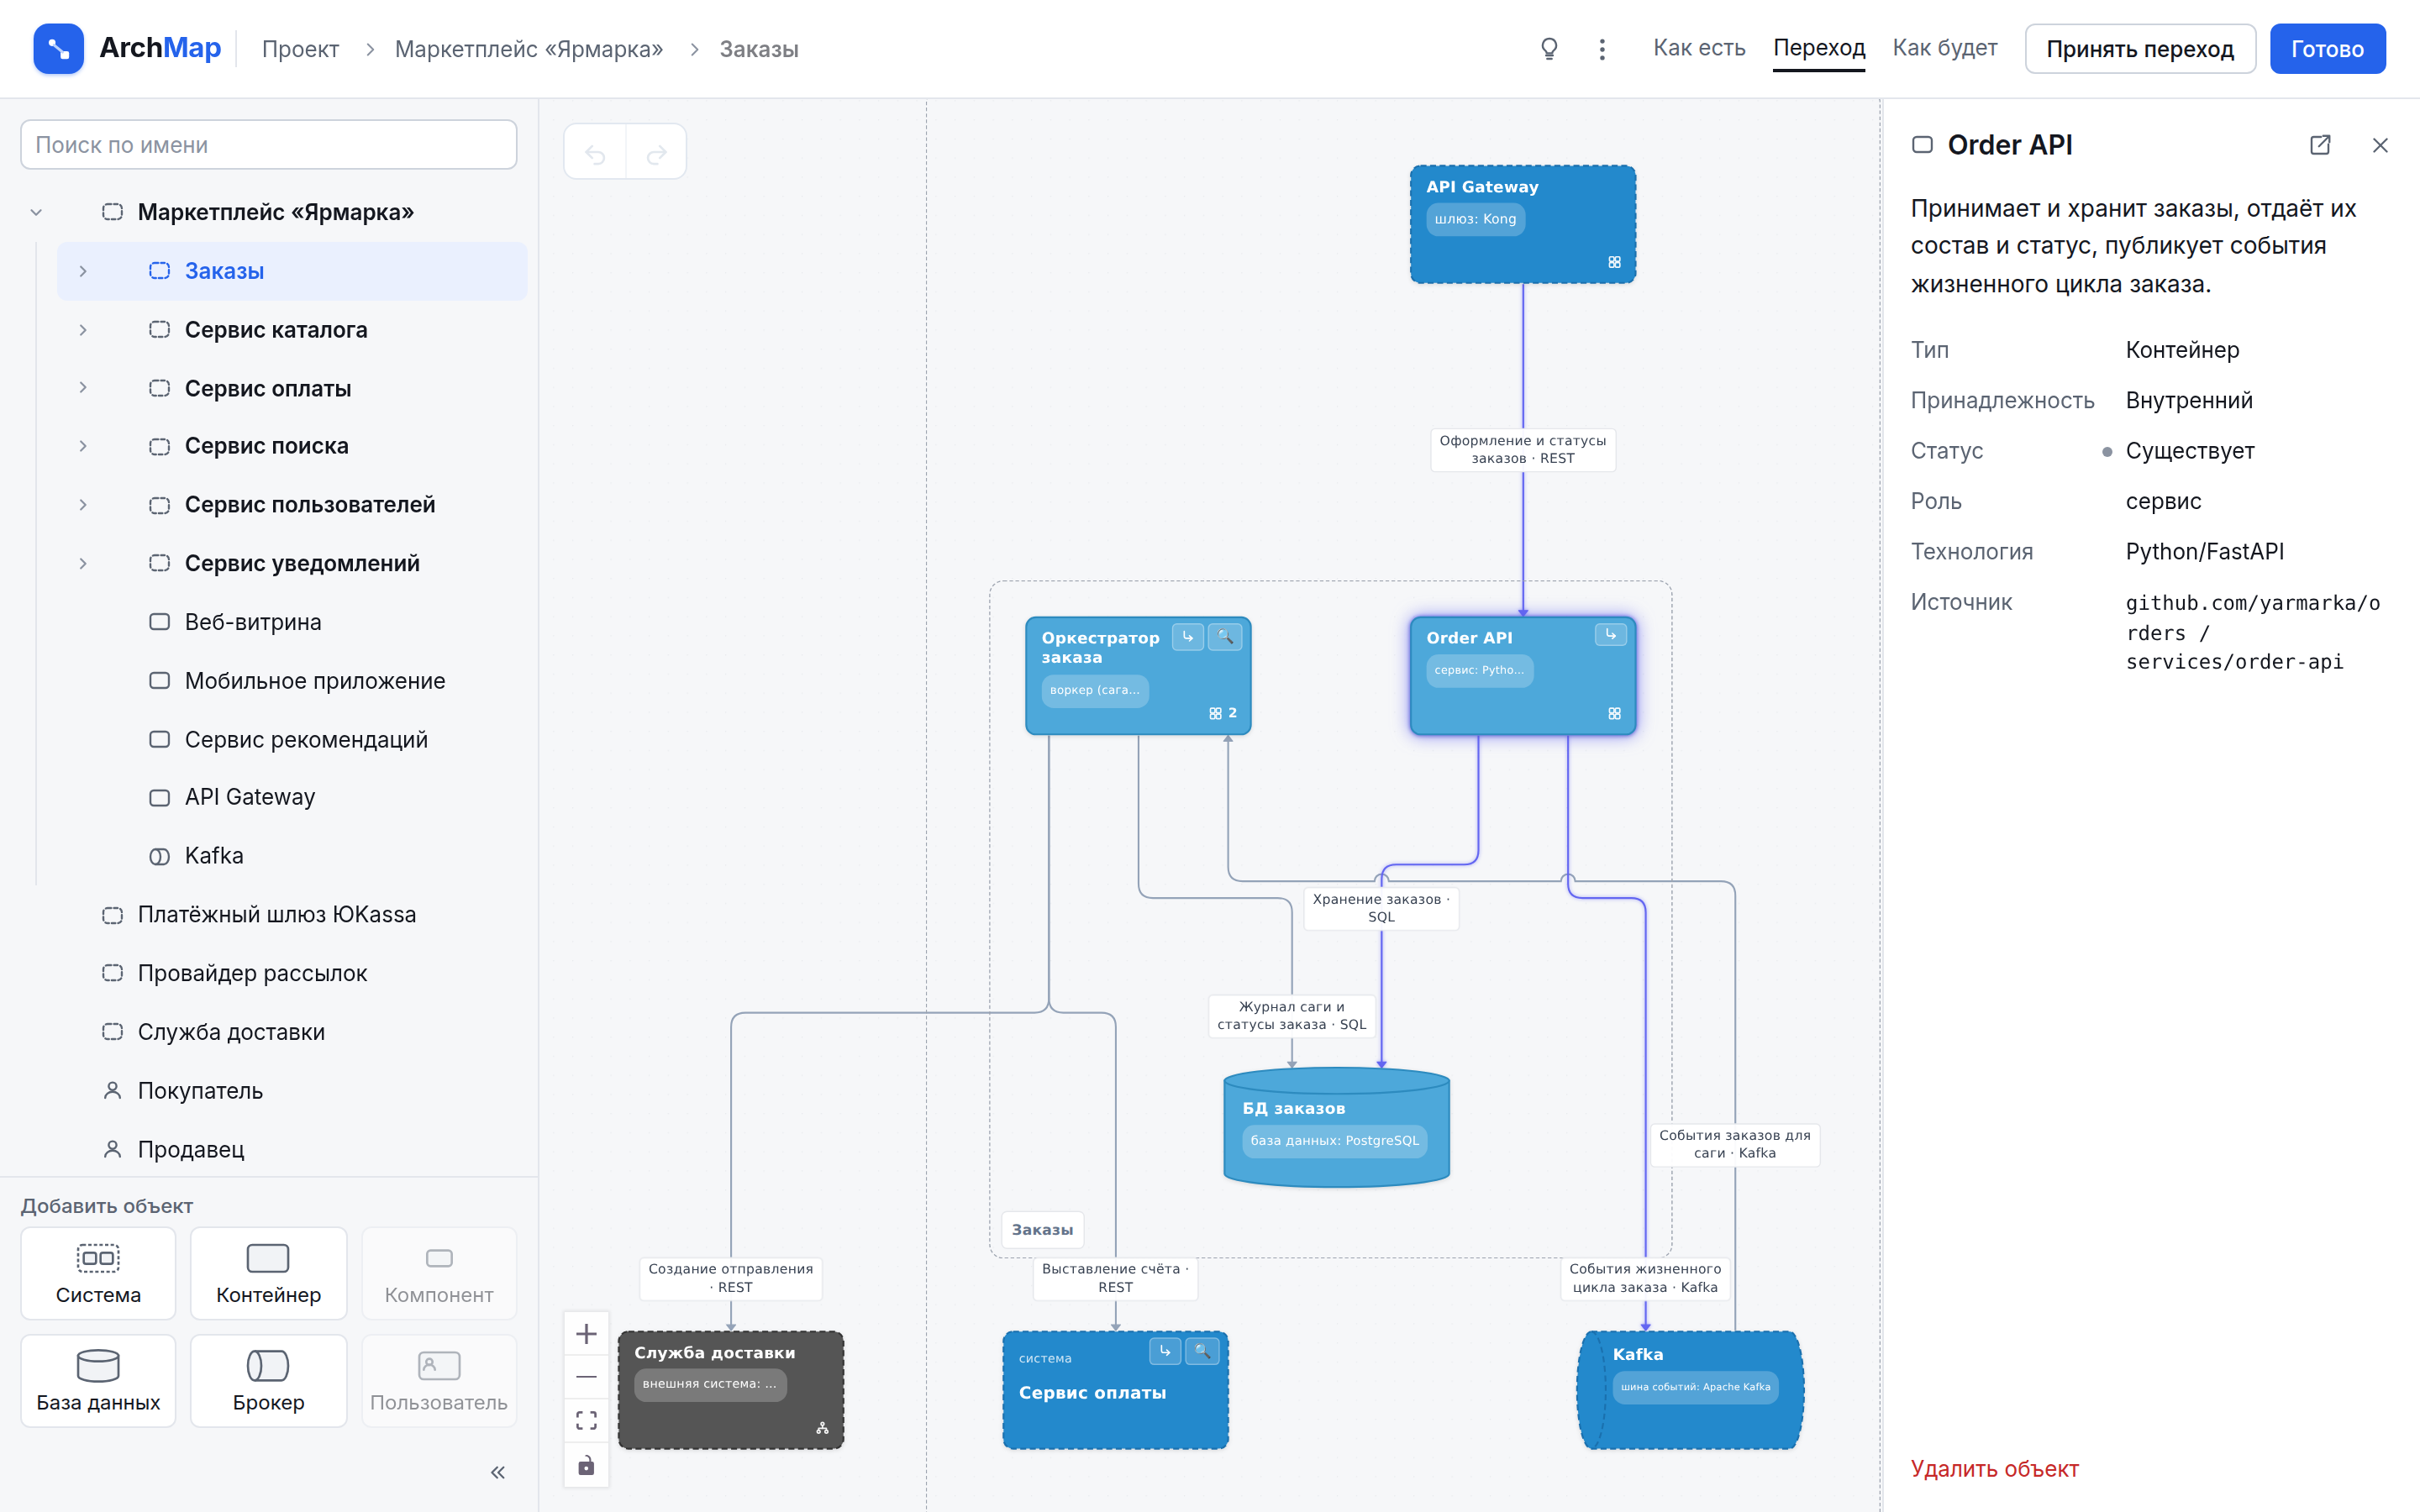 ArchMap
Проект
Маркетплейс «Ярмарка»
Заказы
Как есть
Переход
Как будет
Принять переход
Готово
Поиск по имени
Маркетплейс «Ярмарка»
Заказы
Сервис каталога
Сервис оплаты
Сервис поиска
Сервис пользователей
Сервис уведомлений
Веб-витрина
Мобильное приложение
Сервис рекомендаций
API Gateway
Kafka
Платёжный шлюз ЮKassa
Провайдер рассылок
Служба доставки
Покупатель
Продавец
Добавить объект
Система
Контейнер
Компонент
База данных
Брокер
Пользователь
API Gateway
шлюз: Kong
Оформление и статусы
заказов · REST
Оркестратор
заказа
воркер (сага...
2
Order API
сервис: Pytho...
Хранение заказов ·
SQL
Журнал саги и
статусы заказа · SQL
БД заказов
база данных: PostgreSQL
События заказов для
саги · Kafka
Заказы
Создание отправления
· REST
Выставление счёта ·
REST
События жизненного
цикла заказа · Kafka
Служба доставки
внешняя система: ...
система
Сервис оплаты
Kafka
шина событий: Apache Kafka
Order API
Принимает и хранит заказы, отдаёт их
состав и статус, публикует события
жизненного цикла заказа.
Тип
Контейнер
Принадлежность
Внутренний
Статус
Существует
Роль
сервис
Технология
Python/FastAPI
Источник
github.com/yarmarka/o
rders /
services/order-api
Удалить объект